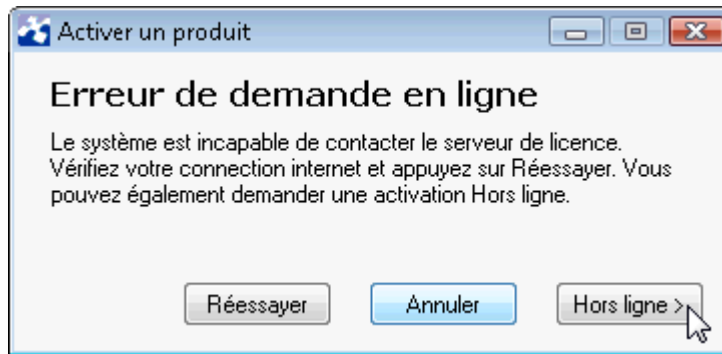 Activer un produit
Erreur de demande en ligne
Le système est incapable de contacter le serveur de licence.
Vérifiez votre connection internet et appuyez sur Réessayer. Vous
pouvez également demander une activation Hors ligne.
Réessayer Annuler Hors ligne >